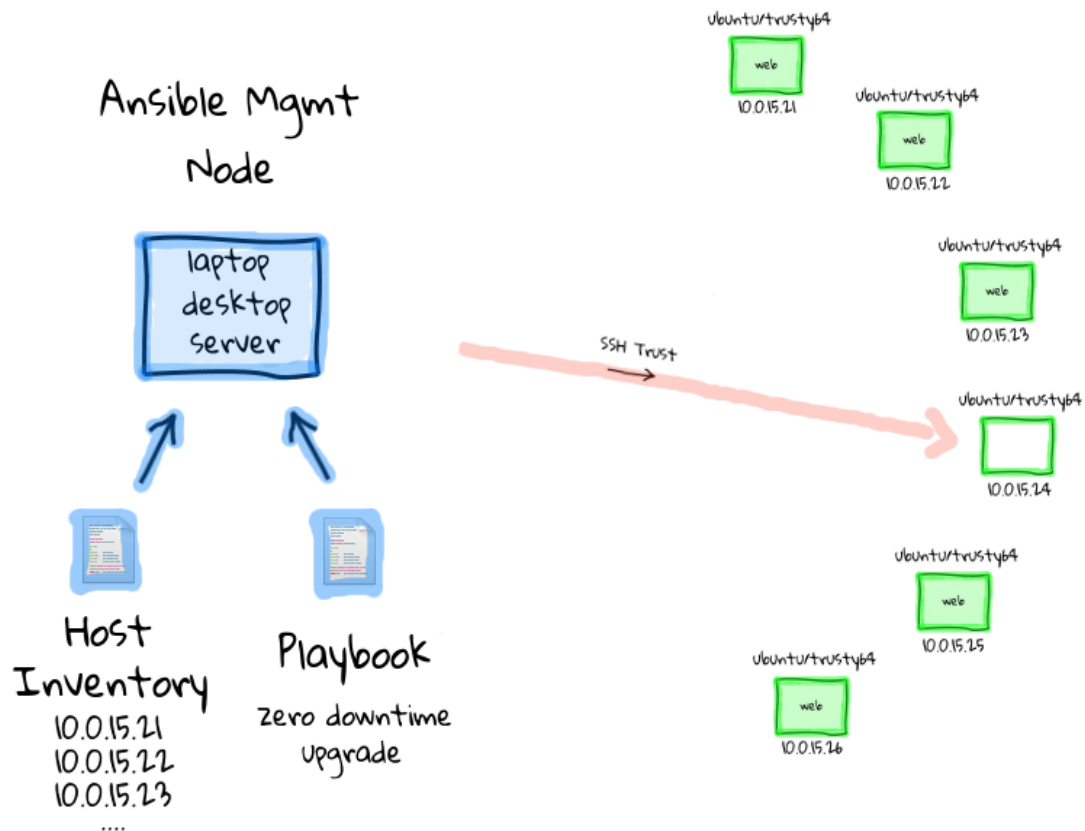 Ansible Mgmt
Node
laptop
desktop
server
Host
Inventory
10.0.15.21
10.0.15.22
10.0.15.23
....
Playbook
zero downtime
upgrade
SSH Trust
ubuntu/trusty64
web
10.0.15.21
ubuntu/trusty64
web
10.0.15.22
ubuntu/trusty64
web
10.0.15.23
ubuntu/trusty64
10.0.15.24
ubuntu/trusty64
web
10.0.15.25
ubuntu/trusty64
web
10.0.15.26